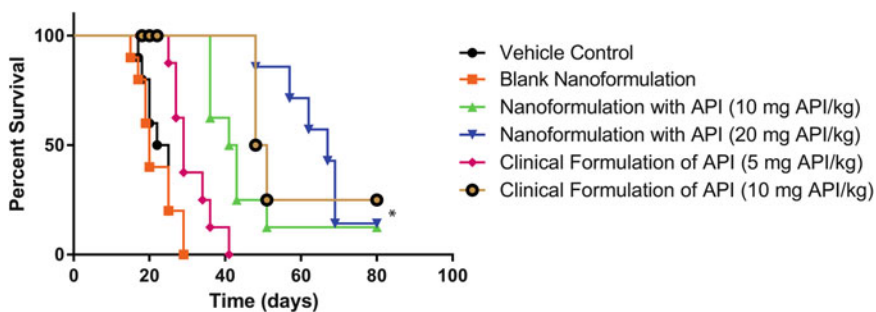 100
50
0
Percent Survival
0 20 40 60 80 100
Time (days)
*
Vehicle Control
Blank Nanoformulation
Nanoformulation with API (10 mg API/kg)
Nanoformulation with API (20 mg API/kg)
Clinical Formulation of API (5 mg API/kg)
Clinical Formulation of API (10 mg API/kg)